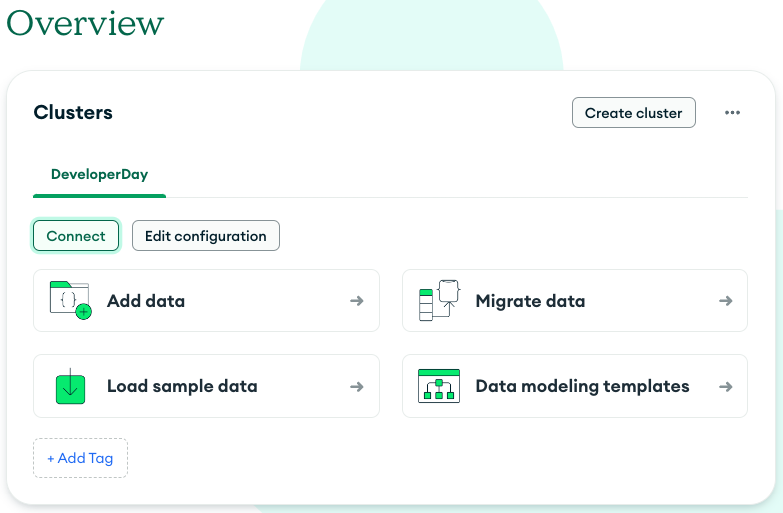 Overview
Clusters
Create cluster
DeveloperDay
Connect
Edit configuration
{ }
Add data
Migrate data
Load sample data
Data modeling templates
+ Add Tag